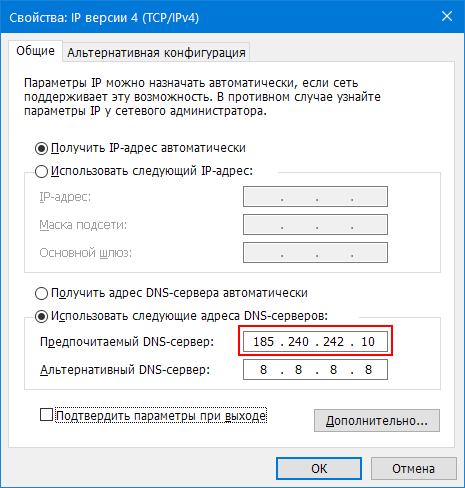 Свойства: IP версии 4 (TCP/IPv4)
Общие Альтернативная конфигурация
Параметры IP можно назначать автоматически, если сеть
поддерживает эту возможность. В противном случае узнайте
параметры IP у сетевого администратора.
Получить IP-адрес автоматически
Использовать следующий IP-адрес:
IP-адрес: . . .
Маска подсети: . . .
Основной шлюз: . . .
Получить адрес DNS-сервера автоматически
Использовать следующие адреса DNS-серверов:
Предпочитаемый DNS-сервер: 185 . 240 . 242 . 10
Альтернативный DNS-сервер: 8 . 8 . 8 . 8
Подтвердить параметры при выходе
Дополнительно...
ОК Отмена